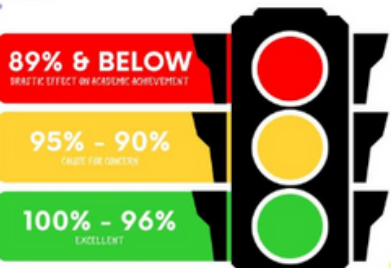 89% & BELOW
DRASTIC EFFECT ON ACADEMIC ACHIEVEMENT
95% - 90%
CAUSE FOR CONCERN
100% - 96%
EXCELLENT